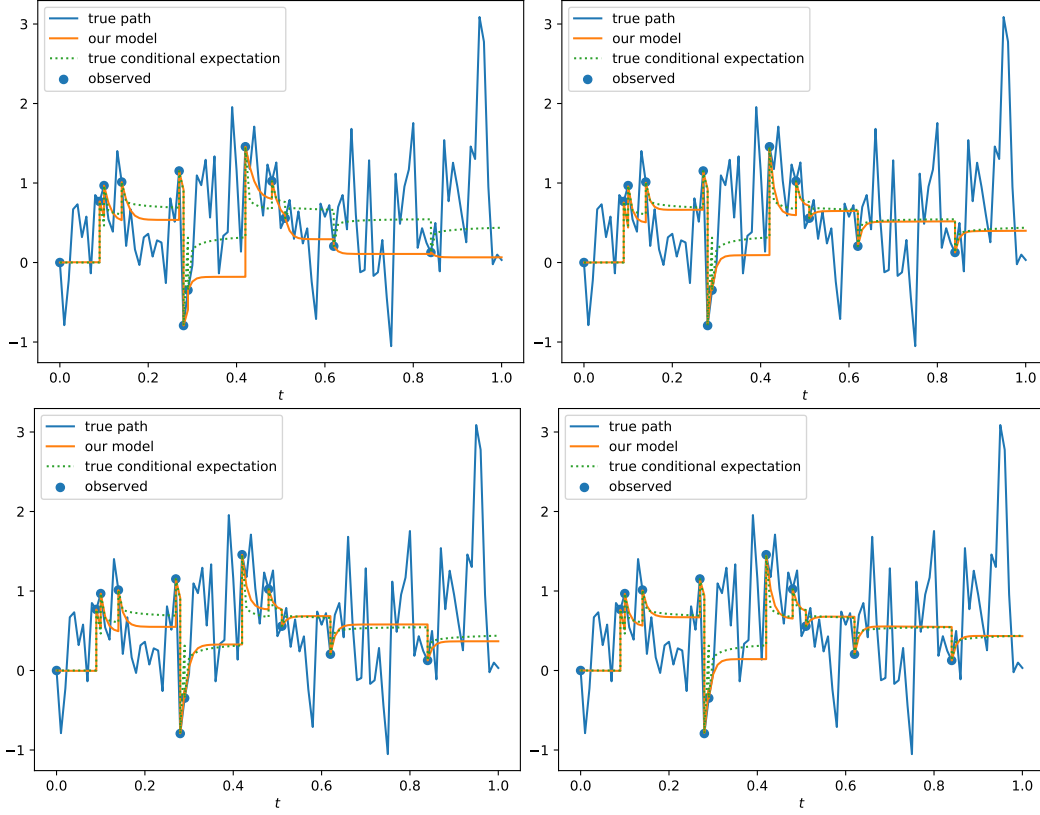 true path
our model
true conditional expectation
observed
3
2
1
0
−1
0.0 0.2 0.4 0.6 0.8 1.0
t
true path
our model
true conditional expectation
observed
3
2
1
0
−1
0.0 0.2 0.4 0.6 0.8 1.0
t
true path
our model
true conditional expectation
observed
3
2
1
0
−1
0.0 0.2 0.4 0.6 0.8 1.0
t
true path
our model
true conditional expectation
observed
3
2
1
0
−1
0.0 0.2 0.4 0.6 0.8 1.0
t